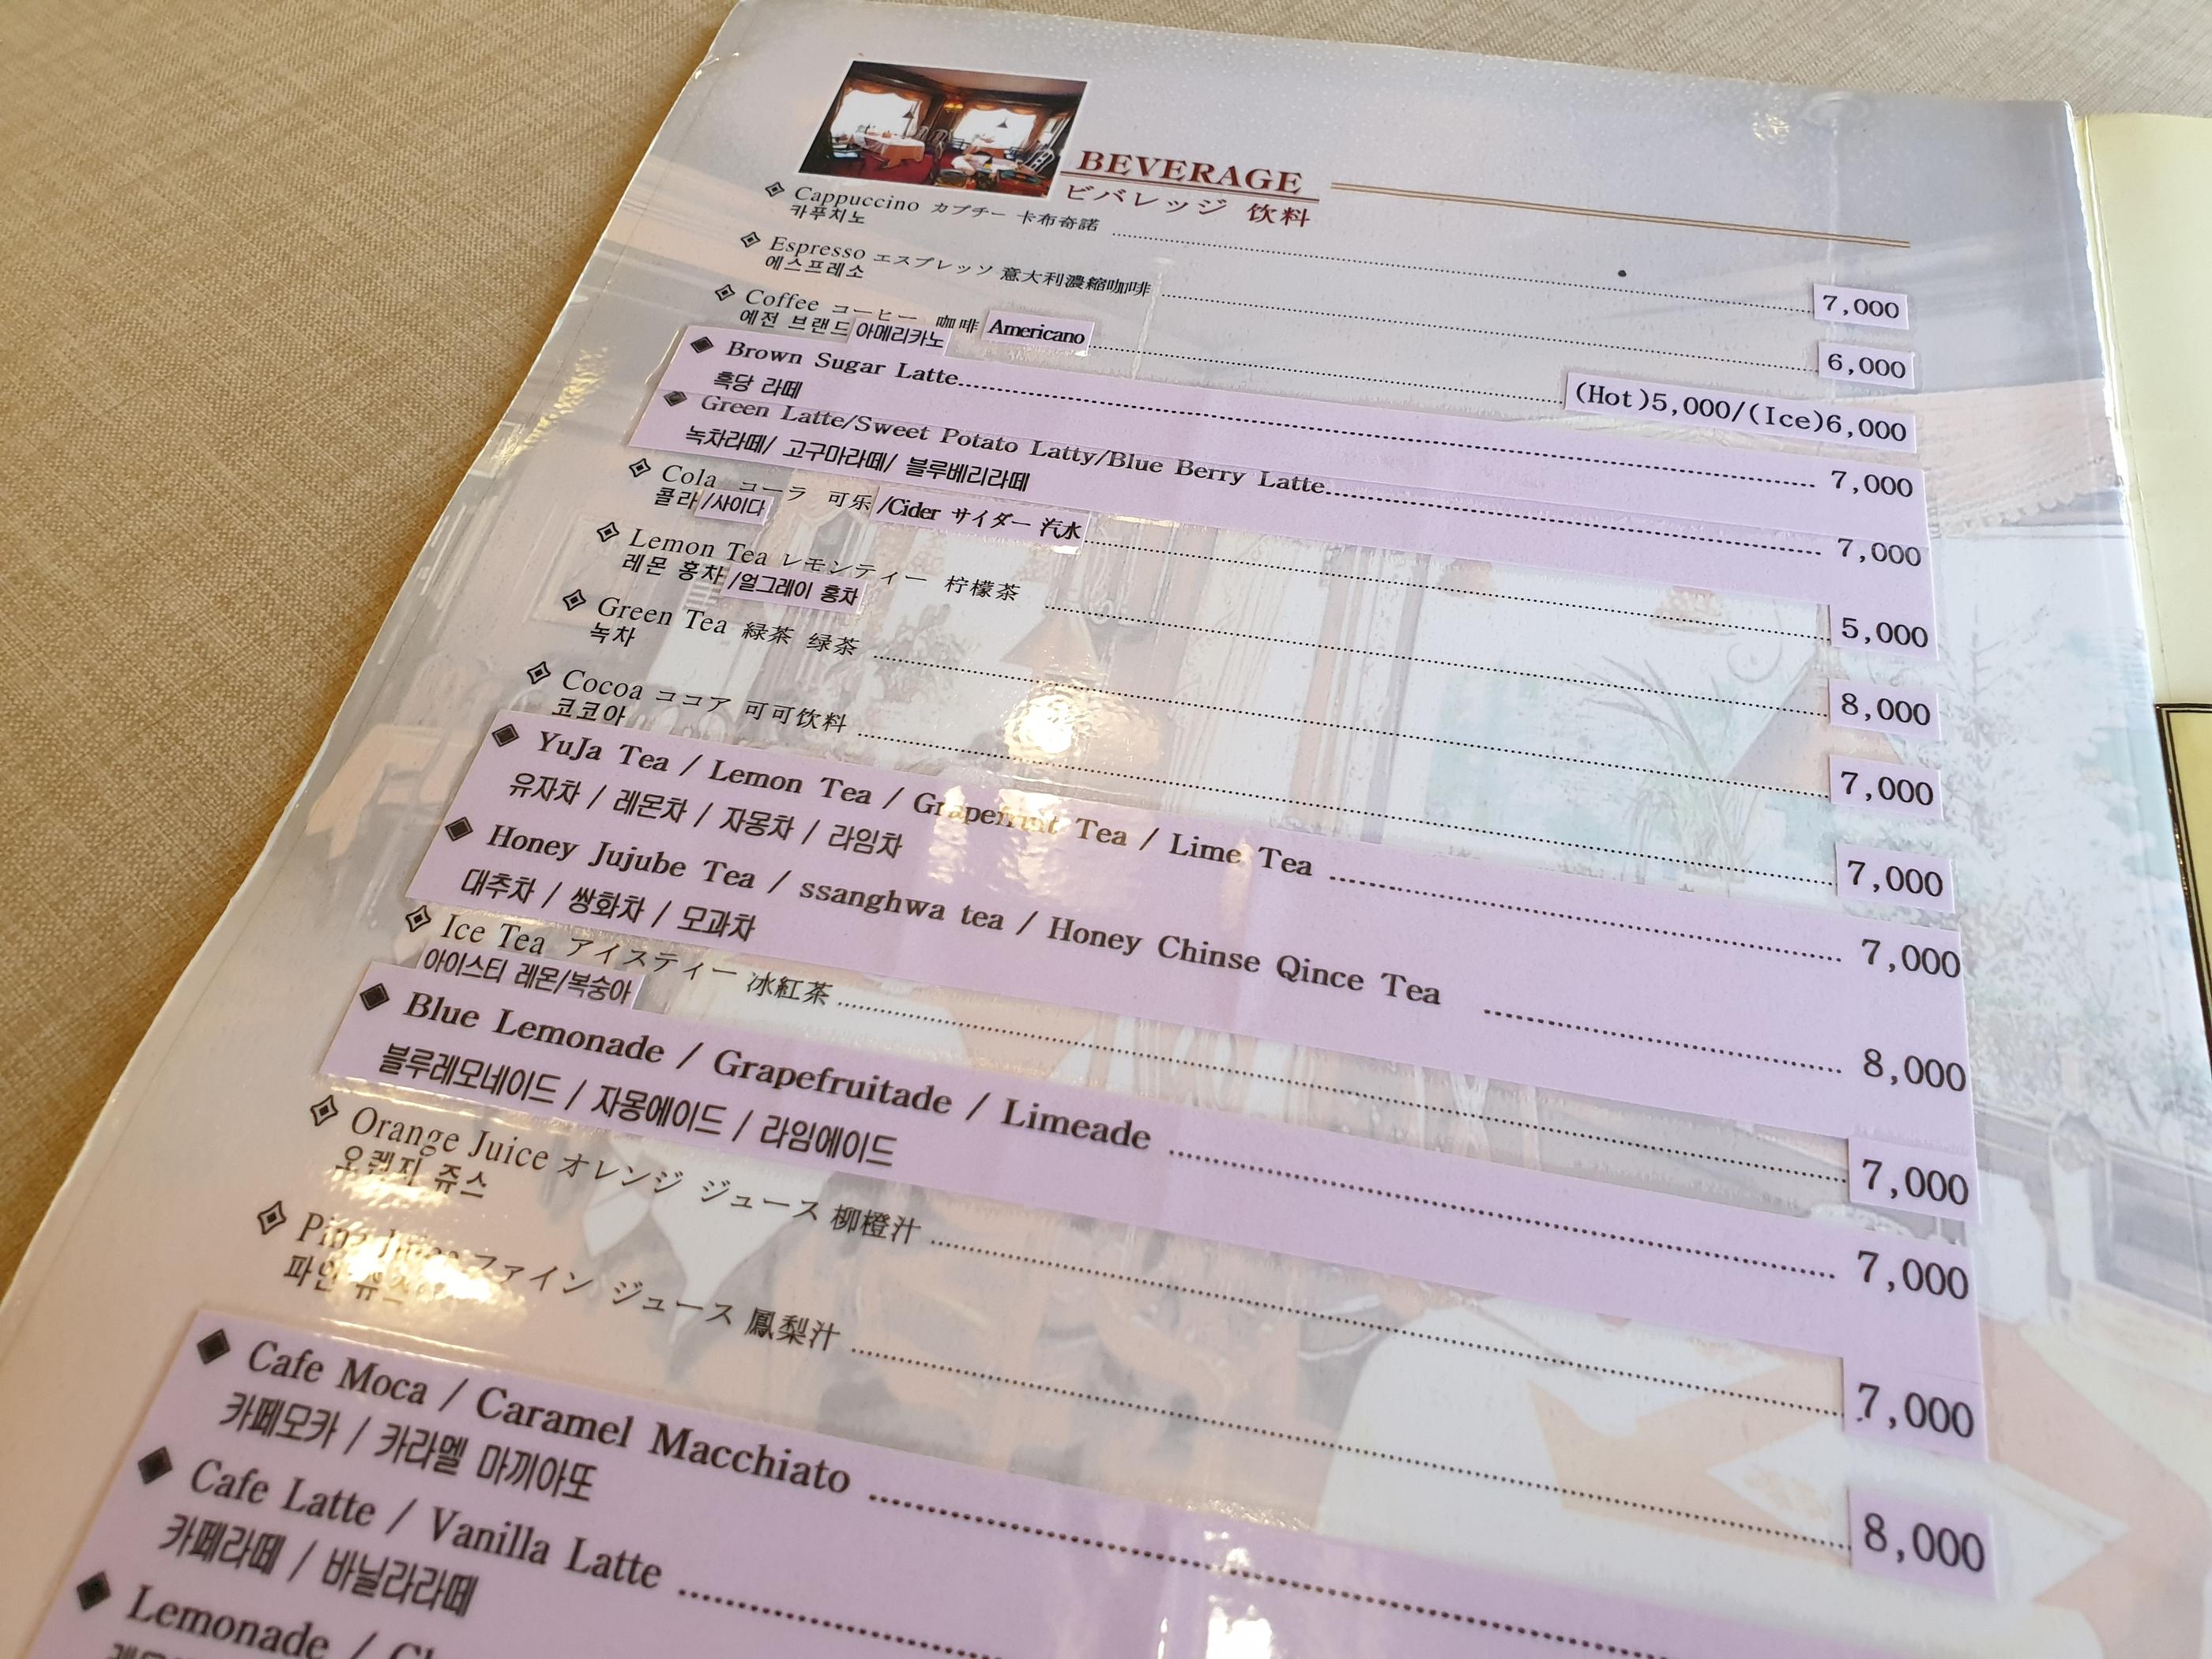 BEVERAGE
ビバレッジ 饮料
Cappuccino カプチー 卡布奇諾 7,000
카푸치노
Espresso エスプレッソ 意大利濃縮咖啡 6,000
에스프레소
Coffee コーヒー 咖啡 Americano (Hot)5,000/(Ice)6,000
예전 브랜드 아메리카노
Brown Sugar Latte 7,000
흑당 라떼
Green Latte/Sweet Potato Latty/Blue Berry Latte 7,000
녹차라떼/ 고구마라떼/ 블루베리라떼
Cola コーラ 可乐 /Cider サイダー 汽水 5,000
콜라 /사이다
Lemon Tea レモンティー 柠檬茶 8,000
레몬 홍차 /얼그레이 홍차
Green Tea 緑茶 绿茶 7,000
녹차
Cocoa ココア 可可饮料 7,000
코코아
YuJa Tea / Lemon Tea / Grapefruit Tea / Lime Tea 7,000
유자차 / 레몬차 / 자몽차 / 라임차
Honey Jujube Tea / ssanghwa tea / Honey Chinse Qince Tea 8,000
대추차 / 쌍화차 / 모과차
Ice Tea アイスティー 冰紅茶 7,000
아이스티 레몬/복숭아
Blue Lemonade / Grapefruitade / Limeade 7,000
블루레모네이드 / 자몽에이드 / 라임에이드
Orange Juice オレンジ ジュース 柳橙汁 7,000
오렌지 쥬스
Pine Juice ファイン ジュース 鳳梨汁 8,000
파인 쥬스
Cafe Moca / Caramel Macchiato
카페모카 / 카라멜 마끼아또
Cafe Latte / Vanilla Latte
카페라떼 / 바닐라라떼
Lemonade /